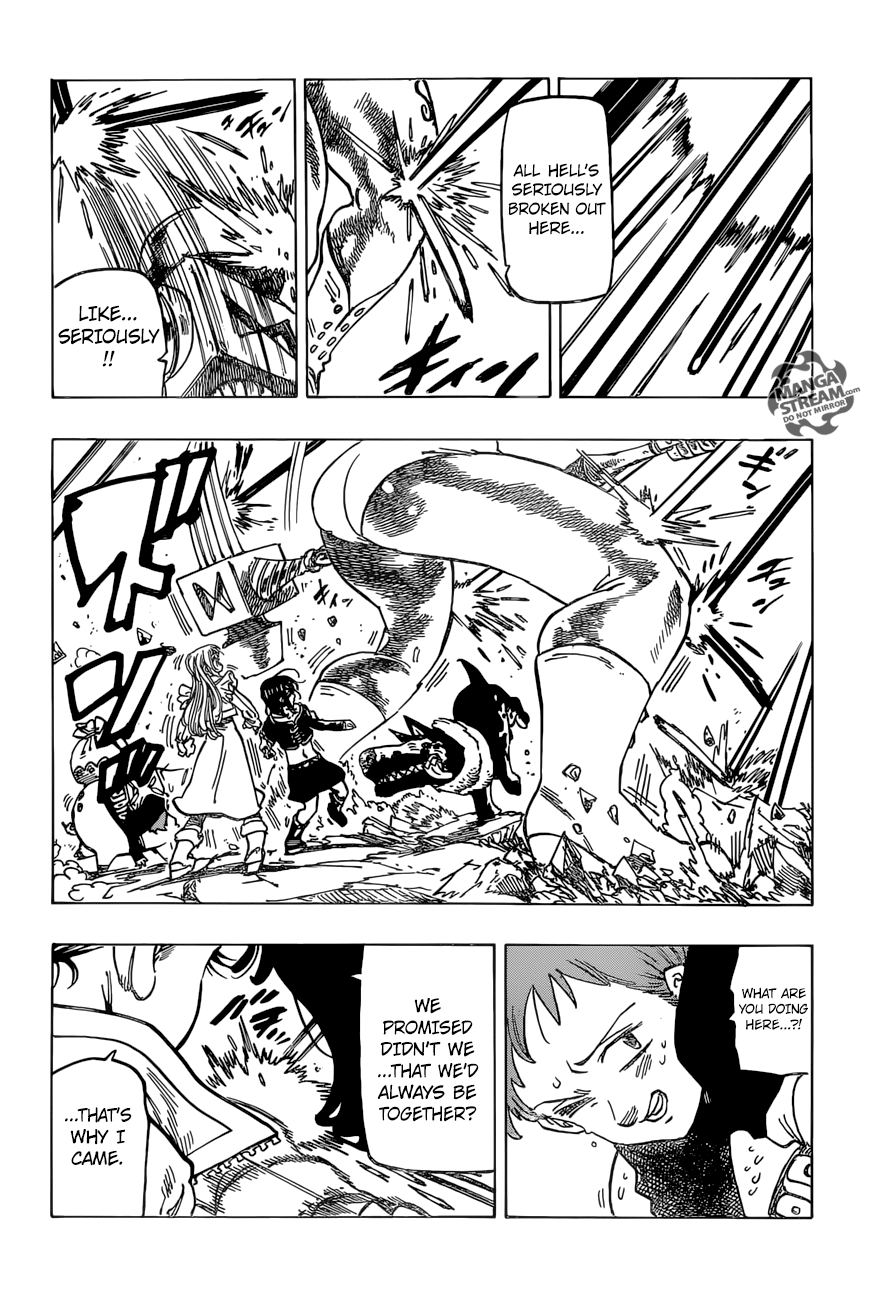 ALL HELL'S
SERIOUSLY
BROKEN OUT
HERE...
LIKE...
SERIOUSLY
!!
MANGA
STREAM.com
DO NOT MIRROR
WHAT ARE
YOU DOING
HERE...?!
WE
PROMISED
DIDN'T WE
...THAT WE'D
ALWAYS BE
TOGETHER?
...THAT'S
WHY I
CAME.